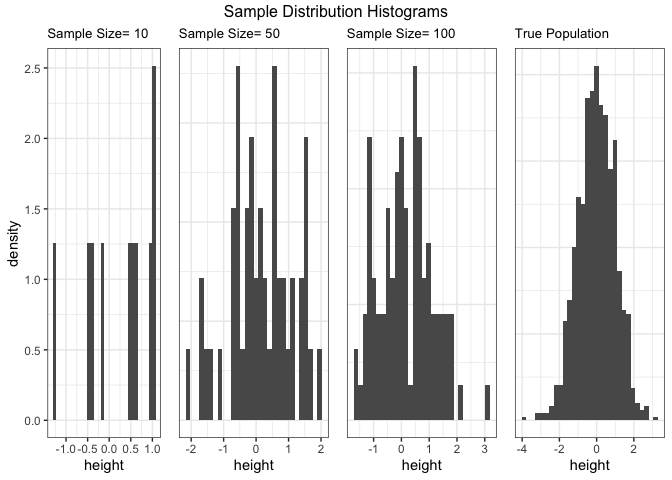 Sample Distribution Histograms
Sample Size= 10
Sample Size= 50
Sample Size= 100
True Population
density
2.5
2.0
1.5
1.0
0.5
0.0
-1.0 -0.5 0.0 0.5 1.0
-2 -1 0 1 2
-1 0 1 2 3
-4 -2 0 2
height
height
height
height